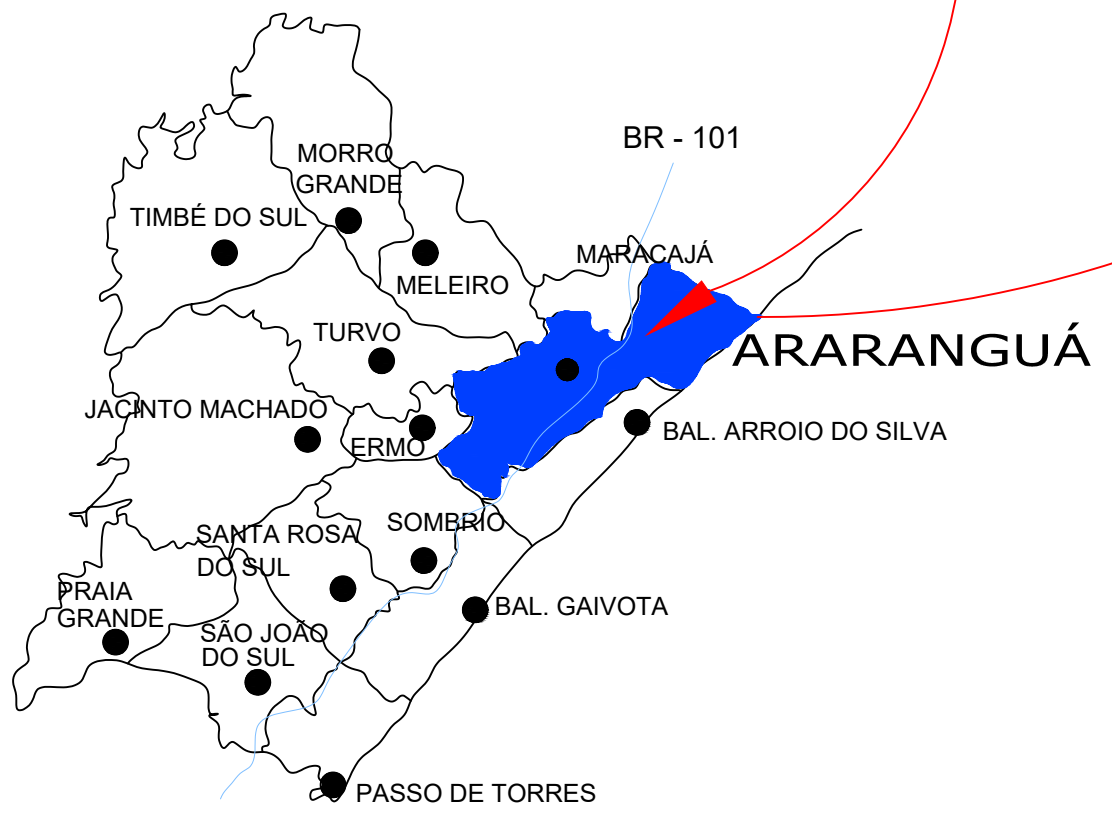 BR - 101
MORRO
GRANDE
TIMBÉ DO SUL
MARACAJÁ
MELEIRO
TURVO
ARARANGUÁ
JACINTO MACHADO
ERMO
BAL. ARROIO DO SILVA
SOMBRIO
SANTA ROSA
DO SUL
PRAIA
GRANDE
BAL. GAIVOTA
SÃO JOÃO
DO SUL
PASSO DE TORRES